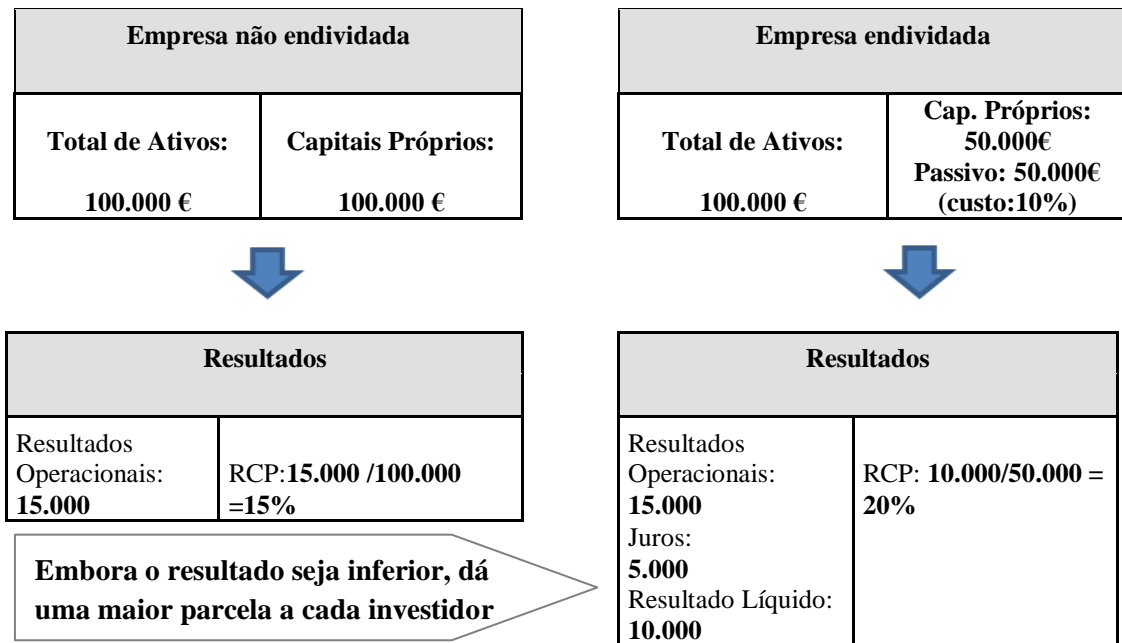 Empresa não endividada
Total de Ativos:
100.000 €
Capitais Próprios:
100.000 €
Empresa endividada
Total de Ativos:
100.000 €
Cap. Próprios:
50.000€
Passivo: 50.000€
(custo:10%)
Resultados
Resultados
Operacionais:
15.000
RCP:15.000 /100.000
=15%
Embora o resultado seja inferior, dá
uma maior parcela a cada investidor
Resultados
Resultados
Operacionais:
15.000
Juros:
5.000
Resultado Líquido:
10.000
RCP: 10.000/50.000 =
20%